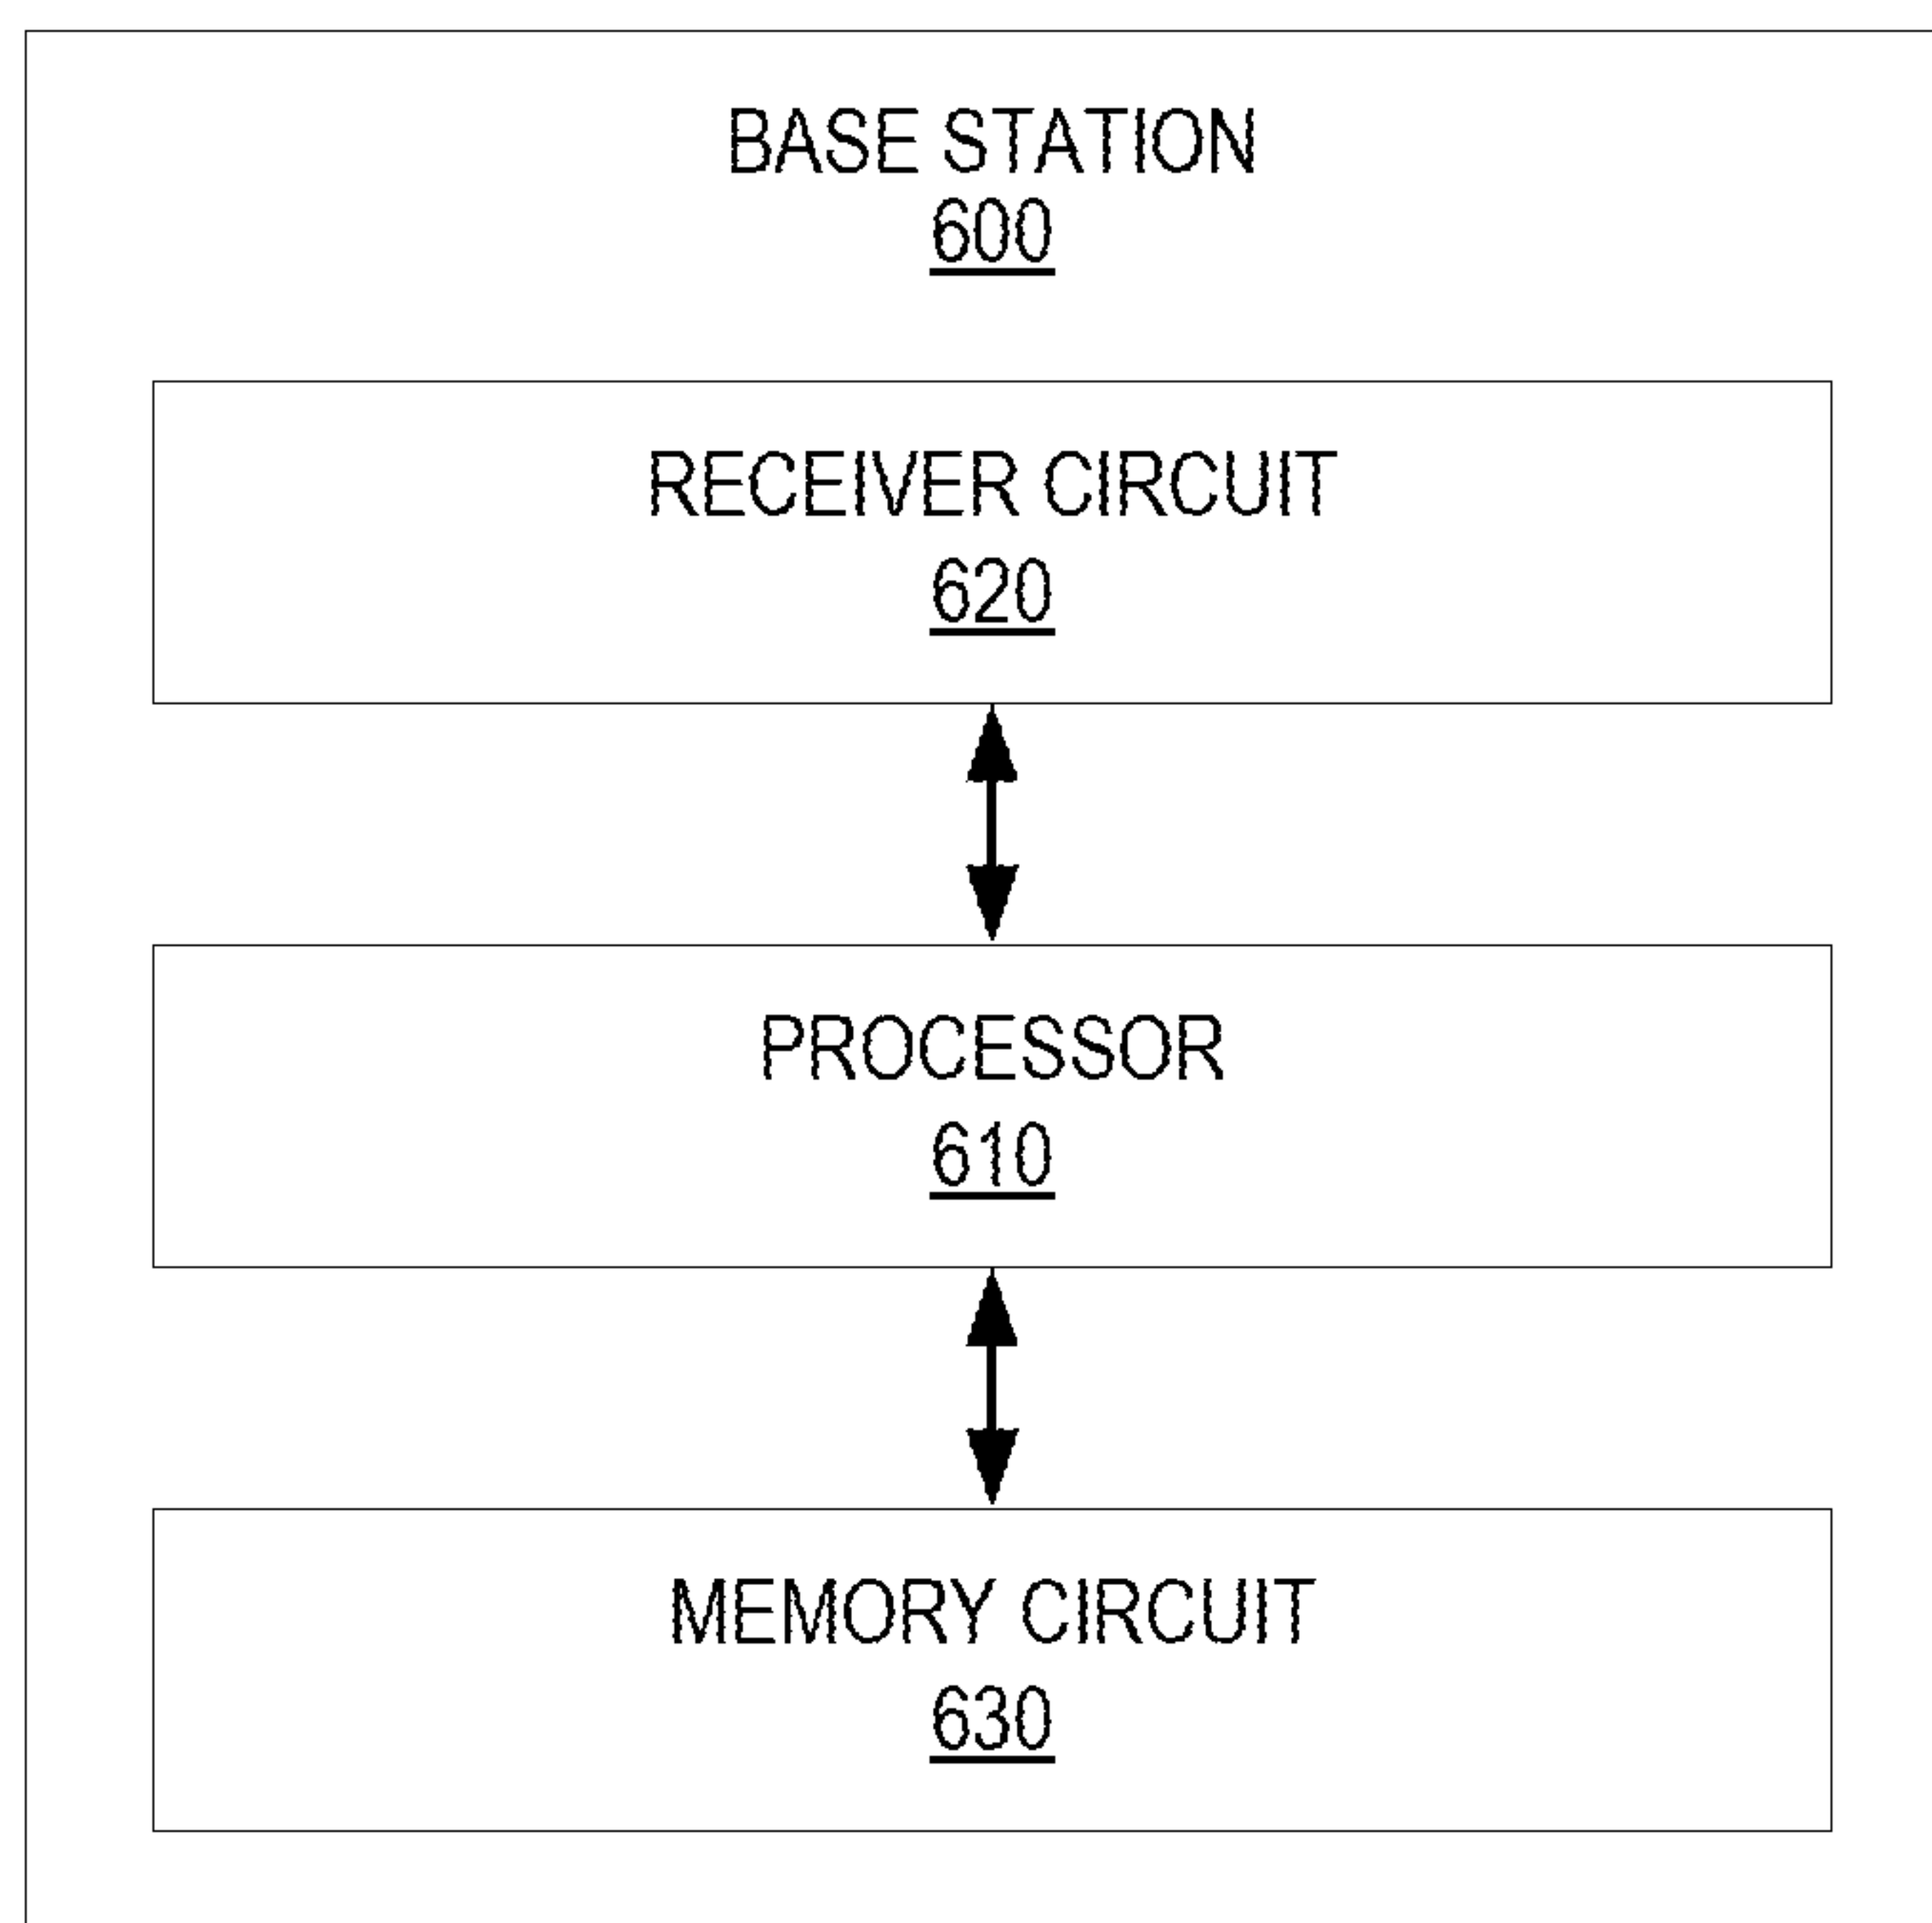 BASE STATION
600
RECEIVER CIRCUIT
620
PROCESSOR
610
MEMORY CIRCUIT
630